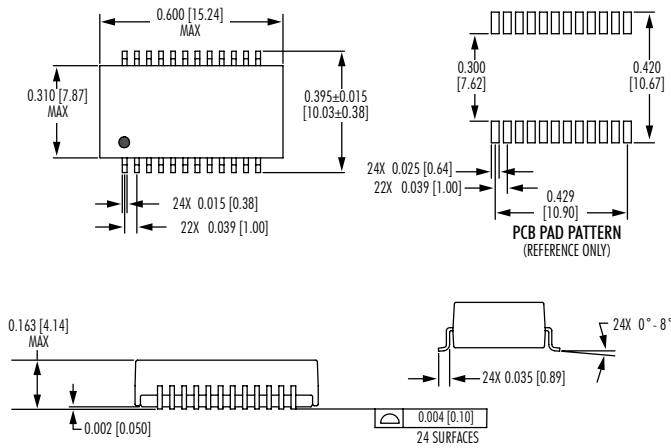 0.600 [15.24]
MAX
0.310 [7.87]
MAX
0.395±0.015
[10.03±0.38]
24X 0.015 [0.38]
22X 0.039 [1.00]
0.300
[7.62]
0.420
[10.67]
24X 0.025 [0.64]
22X 0.039 [1.00]
0.429
[10.90]
PCB PAD PATTERN
(REFERENCE ONLY)
0.163 [4.14]
MAX
0.002 [0.050]
24X 0°-8°
24X 0.035 [0.89]
0.004 [0.10]
24 SURFACES